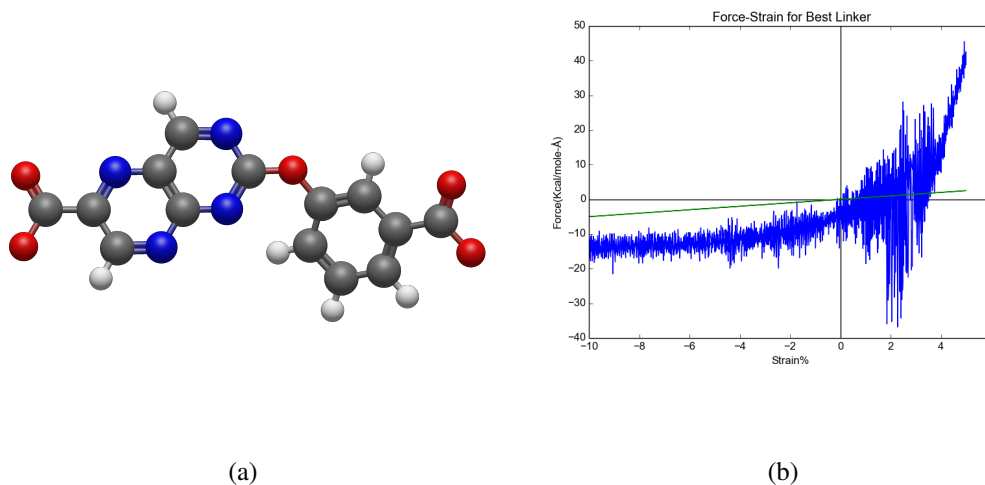 Force-Strain for Best Linker
50
40
30
20
10
0
−10
−20
−30
−40
Force(Kcal/mole-Å)
−10 −8 −6 −4 −2 0 2 4
Strain%
(a) (b)